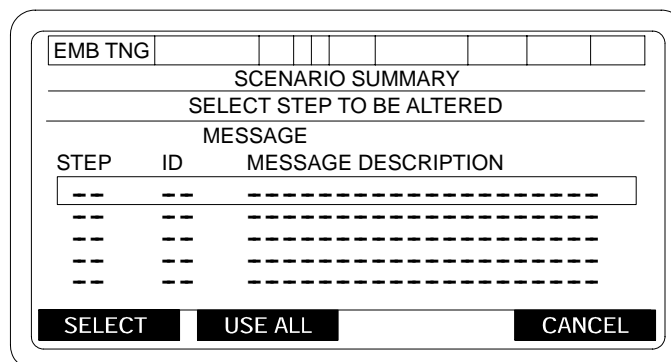 EMB TNG
SCENARIO SUMMARY
SELECT STEP TO BE ALTERED
MESSAGE
STEP ID MESSAGE DESCRIPTION
-- -- -----------------
-- -- -----------------
-- -- -----------------
-- -- -----------------
-- -- -----------------
SELECT USE ALL CANCEL